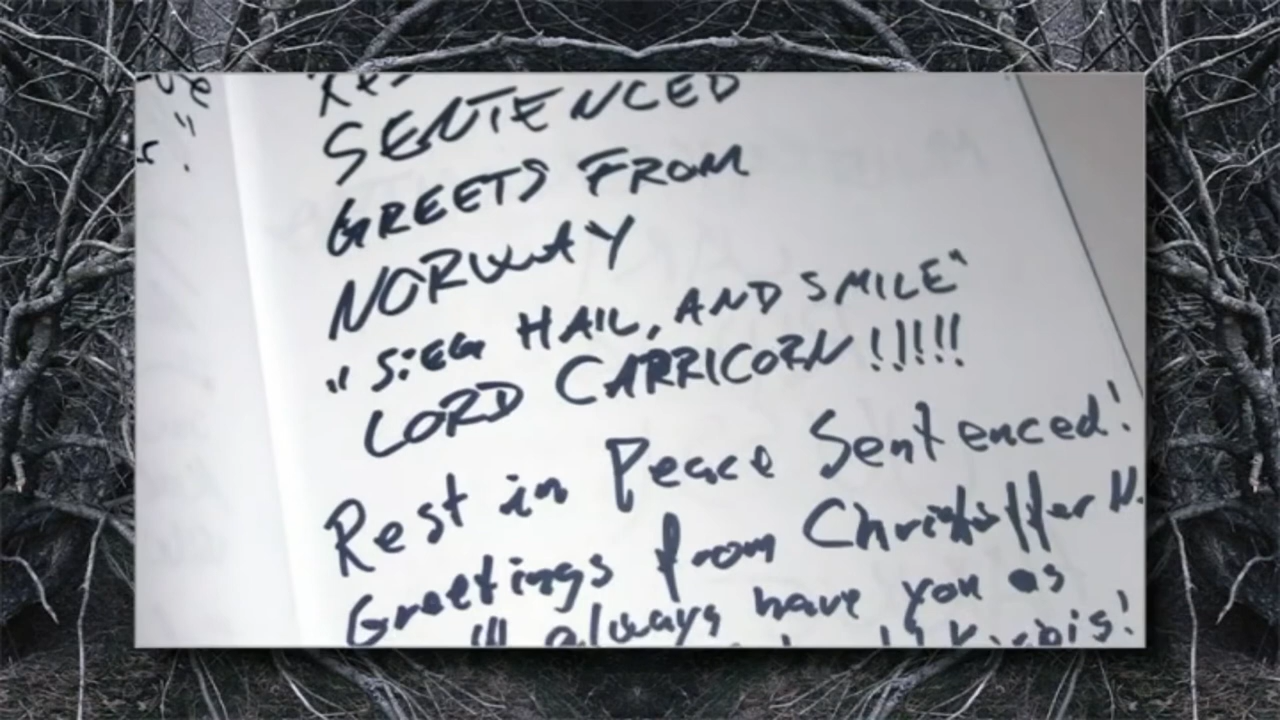 SENTENCED
GREETS FROM
NORWAY
"SiEG HAIL, AND SMILE"
LORD CARRICORN!!!!!
Rest in Peace Sentenced!
Greetings from Christoffer N.
always have you as